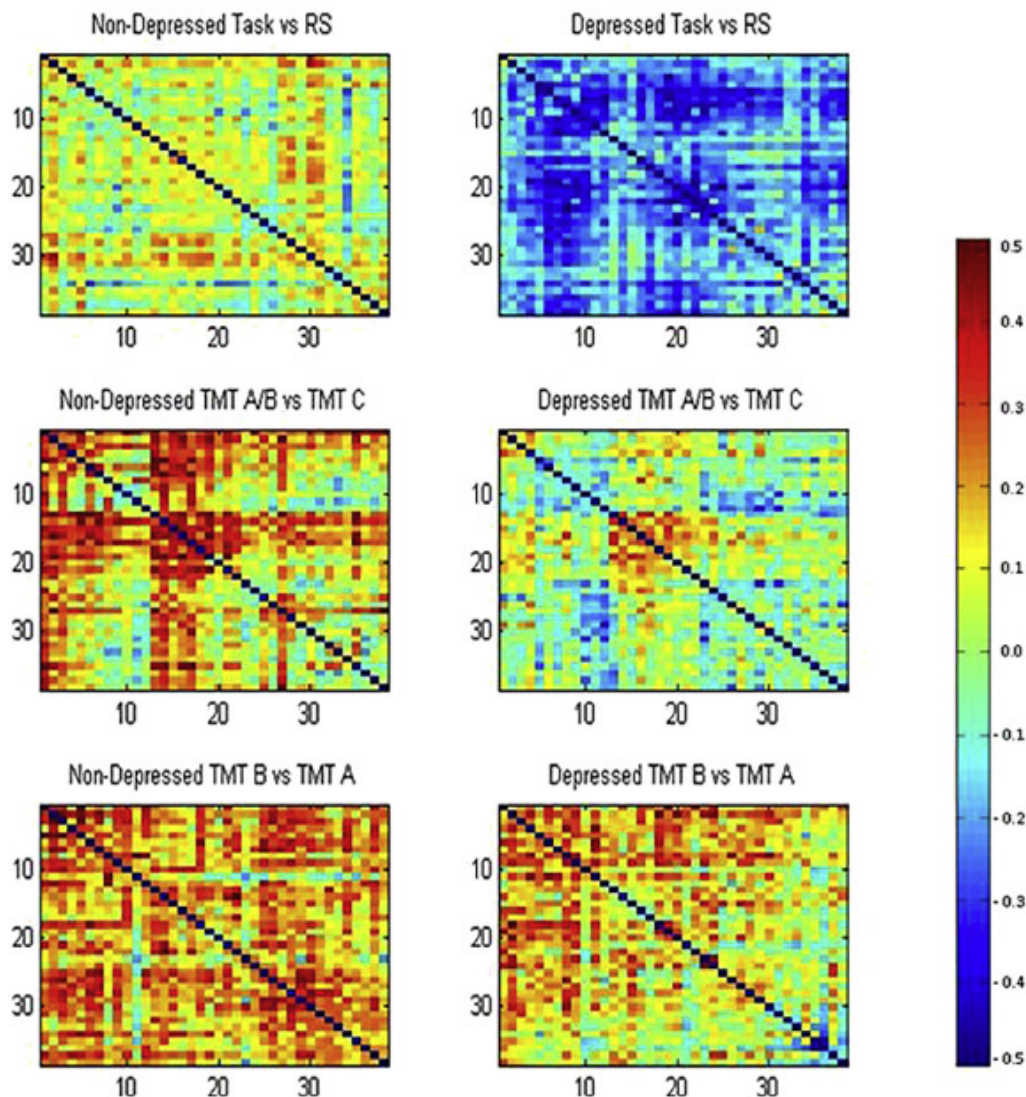 Non-Depressed Task vs RS
Depressed Task vs RS
10
20
30
10 20 30
10
20
30
10 20 30
Non-Depressed TMT A/B vs TMT C
Depressed TMT A/B vs TMT C
10
20
30
10 20 30
10
20
30
10 20 30
Non-Depressed TMT B vs TMT A
Depressed TMT B vs TMT A
10
20
30
10 20 30
10
20
30
10 20 30
0.5
0.4
0.3
0.2
0.1
0.0
-0.1
-0.2
-0.3
-0.4
-0.5